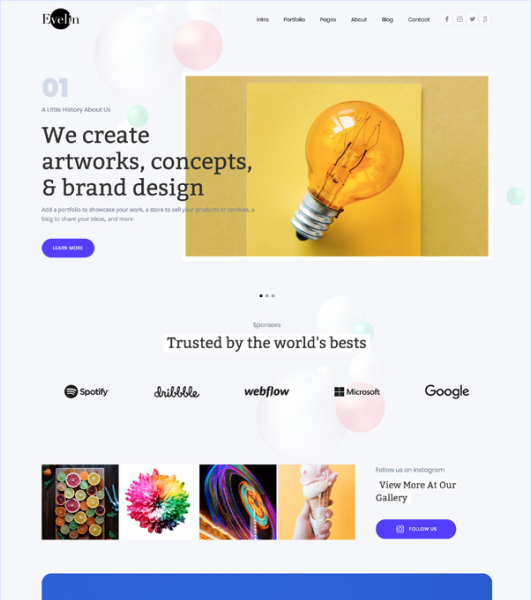 Evelin
Intro Portfolio Pages About Blog Contact
01
A Little History About Us
We create
artworks, concepts,
& brand design
Add a portfolio to showcase your work, a store to sell your products or services, a
blog to share your ideas, and more.
LEARN MORE
Sponsors
Trusted by the world's bests
Spotify dribbble webflow Microsoft Google
Follow us on instagram
View More At Our
Gallery
FOLLOW US